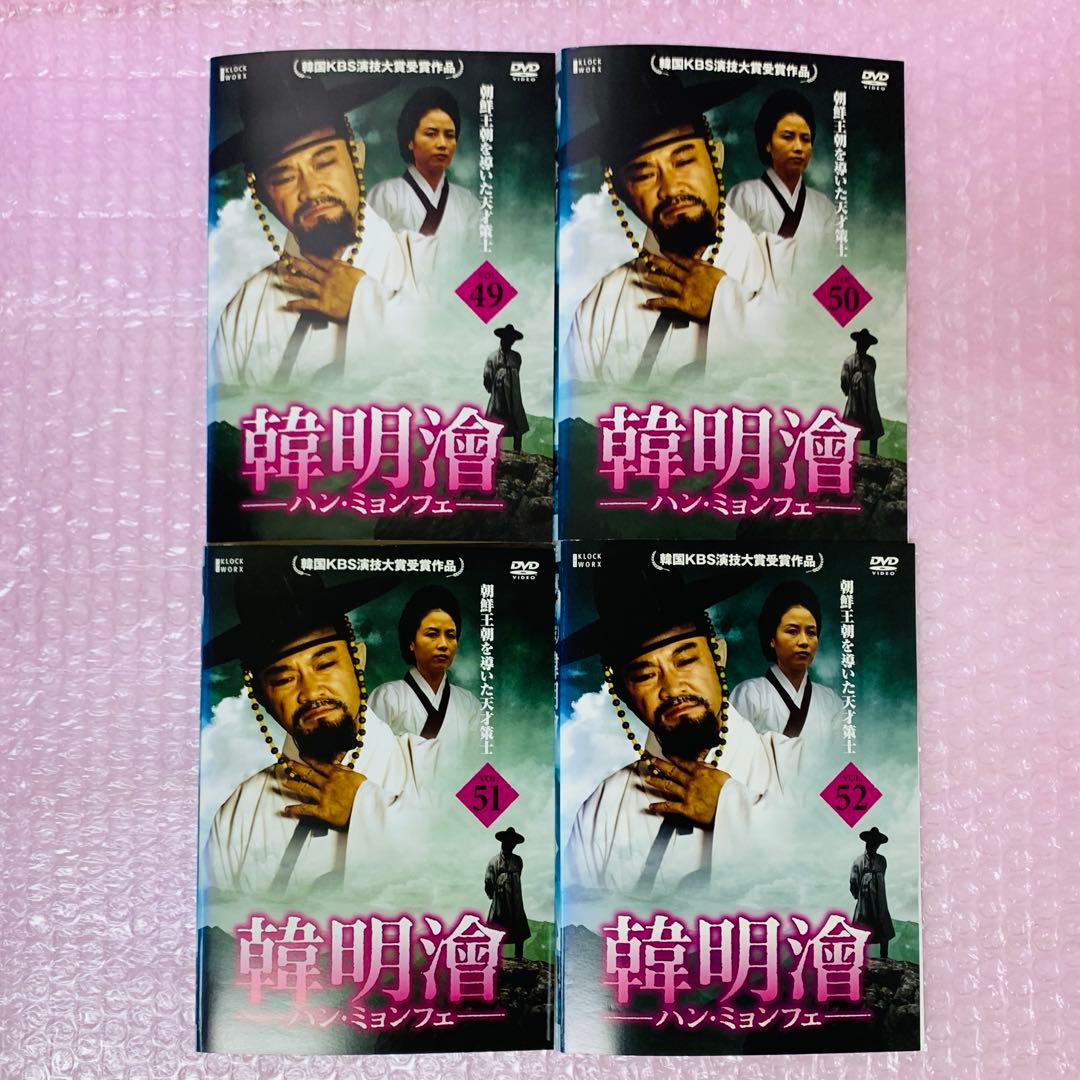 KLOCK
WORX
韓国KBS演技大賞受賞作品
DVD
VIDEO
朝鮮王朝を導いた天才策士
VOL.
49
韓明澮
ハン・ミョンフェ
KLOCK
WORX
韓国KBS演技大賞受賞作品
DVD
VIDEO
朝鮮王朝を導いた天才策士
VOL.
50
韓明澮
ハン・ミョンフェ
KLOCK
WORX
韓国KBS演技大賞受賞作品
DVD
VIDEO
朝鮮王朝を導いた天才策士
VOL.
51
韓明澮
ハン・ミョンフェ
KLOCK
WORX
韓国KBS演技大賞受賞作品
DVD
VIDEO
朝鮮王朝を導いた天才策士
VOL.
52
韓明澮
ハン・ミョンフェ